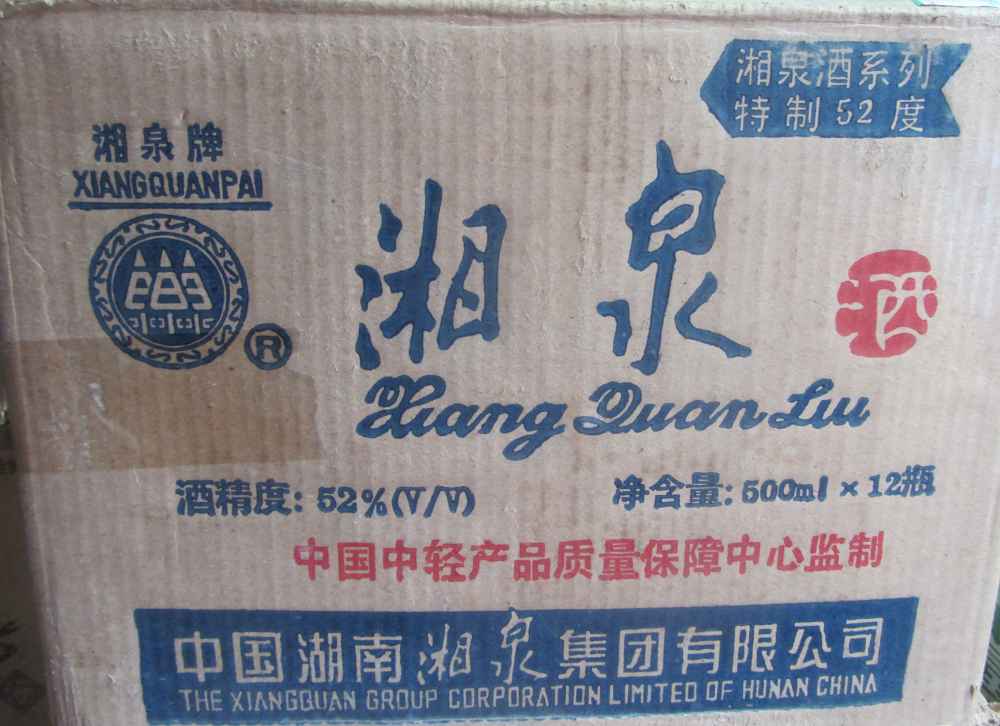 湘泉酒系列
特制52度
湘泉牌
XIANGQUANPAI
®
湘泉
酒
Xiang Quan Liu
酒精度: 52%(V/V)
净含量: 500ml × 12瓶
中国中轻产品质量保障中心监制
中国湖南湘泉集团有限公司
THE XIANGQUAN GROUP CORPORATION LIMITED OF HUNAN CHINA